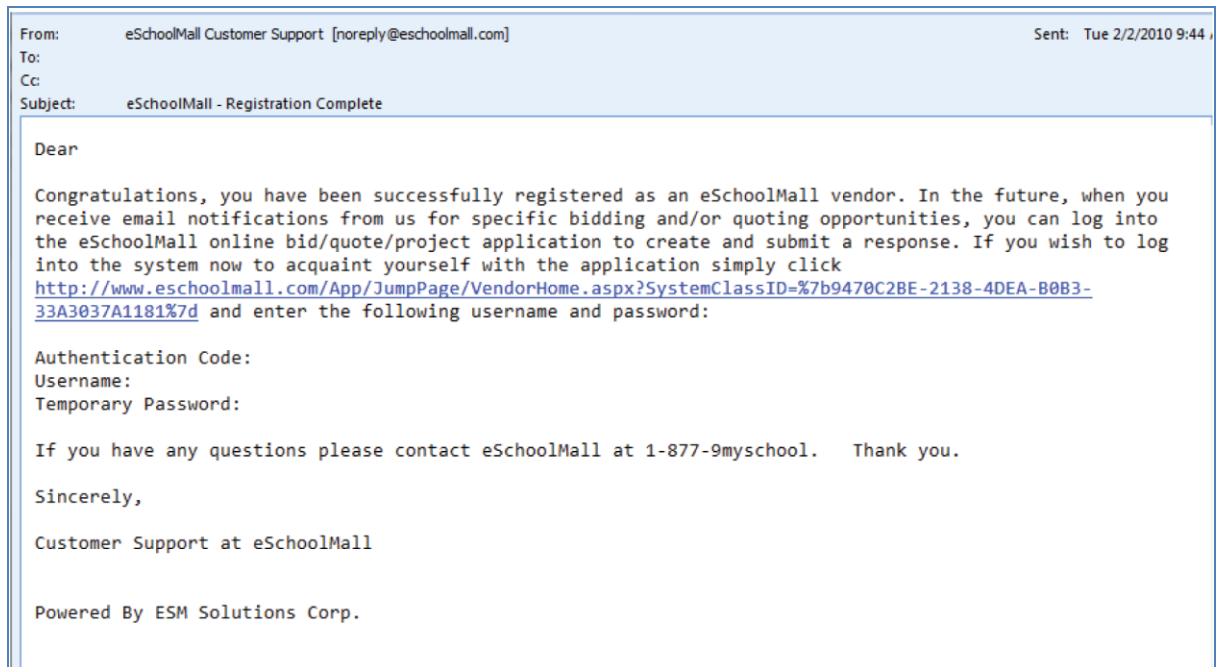 From: eSchoolMall Customer Support [noreply@eschoolmall.com] Sent: Tue 2/2/2010 9:44
To:
Cc:
Subject: eSchoolMall - Registration Complete
Dear
Congratulations, you have been successfully registered as an eSchoolMall vendor. In the future, when you
receive email notifications from us for specific bidding and/or quoting opportunities, you can log into
the eSchoolMall online bid/quote/project application to create and submit a response. If you wish to log
into the system now to acquaint yourself with the application simply click
http://www.eschoolmall.com/App/JumpPage/VendorHome.aspx?SystemClassID=%7b9470C2BE-2138-4DEA-B0B3-
33A3037A1181%7d and enter the following username and password:
Authentication Code:
Username:
Temporary Password:
If you have any questions please contact eSchoolMall at 1-877-9myschool.   Thank you.
Sincerely,
Customer Support at eSchoolMall
Powered By ESM Solutions Corp.